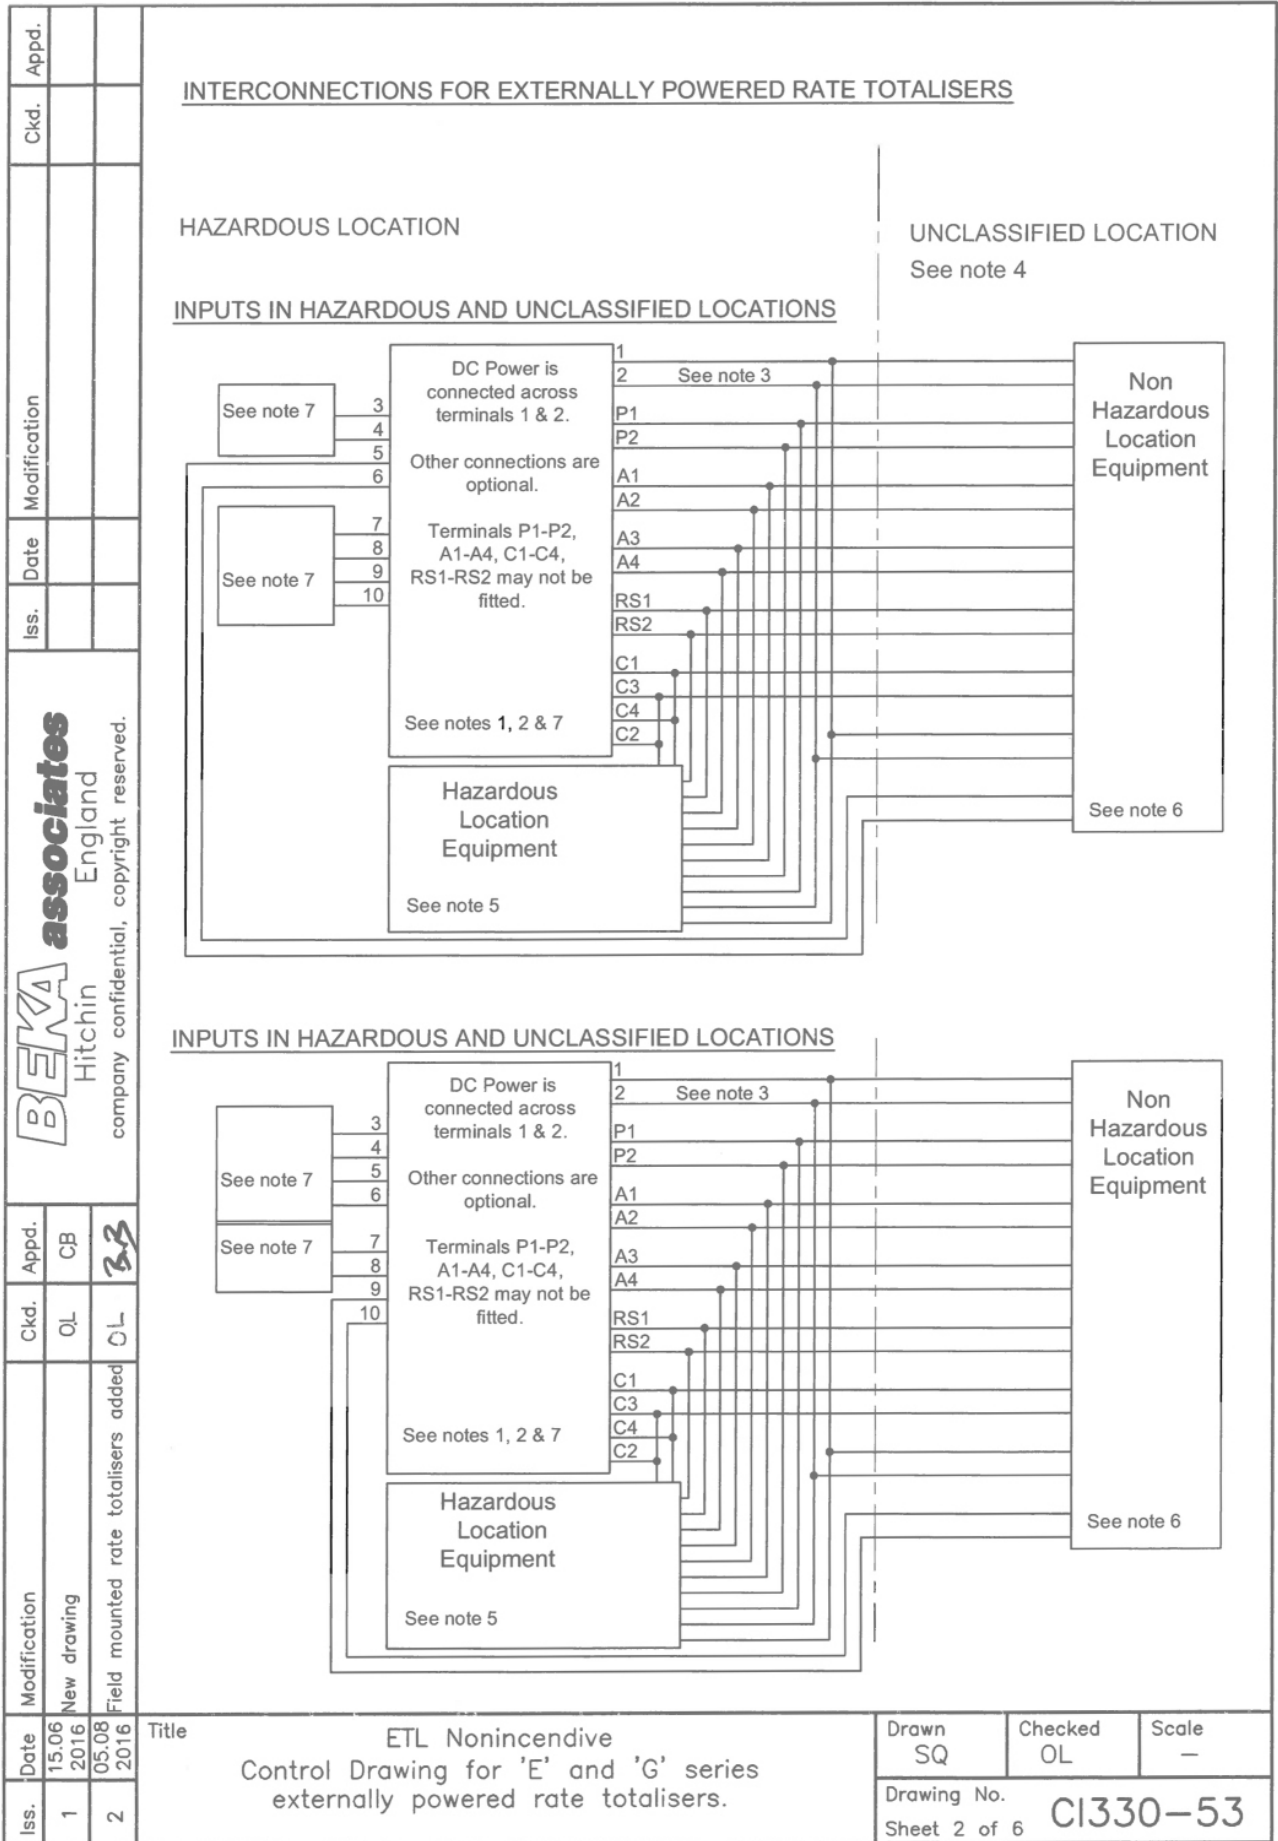 INTERCONNECTIONS FOR EXTERNALLY POWERED RATE TOTALISERS
HAZARDOUS LOCATION
UNCLASSIFIED LOCATION
See note 4
INPUTS IN HAZARDOUS AND UNCLASSIFIED LOCATIONS
See note 7
3
4
5
6
See note 7
7
8
9
10
DC Power is
connected across
terminals 1 & 2.
Other connections are
optional.
Terminals P1-P2,
A1-A4, C1-C4,
RS1-RS2 may not be
fitted.
See notes 1, 2 & 7
1
2
See note 3
P1
P2
A1
A2
A3
A4
RS1
RS2
C1
C3
C4
C2
Non
Hazardous
Location
Equipment
See note 6
Hazardous
Location
Equipment
See note 5
INPUTS IN HAZARDOUS AND UNCLASSIFIED LOCATIONS
See note 7
3
4
5
6
See note 7
7
8
9
10
DC Power is
connected across
terminals 1 & 2.
Other connections are
optional.
Terminals P1-P2,
A1-A4, C1-C4,
RS1-RS2 may not be
fitted.
See notes 1, 2 & 7
1
2
See note 3
P1
P2
A1
A2
A3
A4
RS1
RS2
C1
C3
C4
C2
Non
Hazardous
Location
Equipment
See note 6
Hazardous
Location
Equipment
See note 5
Iss. Date Modification Ckd. Appd.
BEKA associates
Hitchin England
company confidential, copyright reserved.
Iss. Date Modification Ckd. Appd.
1 15.06 2016 New drawing OL CB
2 05.08 2016 Field mounted rate totalisers added OL
Title
ETL Nonincendive
Control Drawing for 'E' and 'G' series
externally powered rate totalisers.
Drawn
SQ
Checked
OL
Scale
–
Drawing No.
CI330–53
Sheet 2 of 6